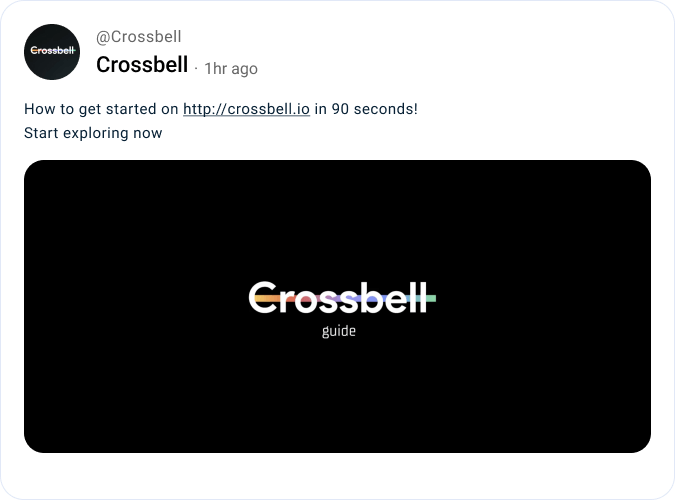 Crossbell
@Crossbell
Crossbell · 1hr ago
How to get started on http://crossbell.io in 90 seconds!
Start exploring now
Crossbell
guide